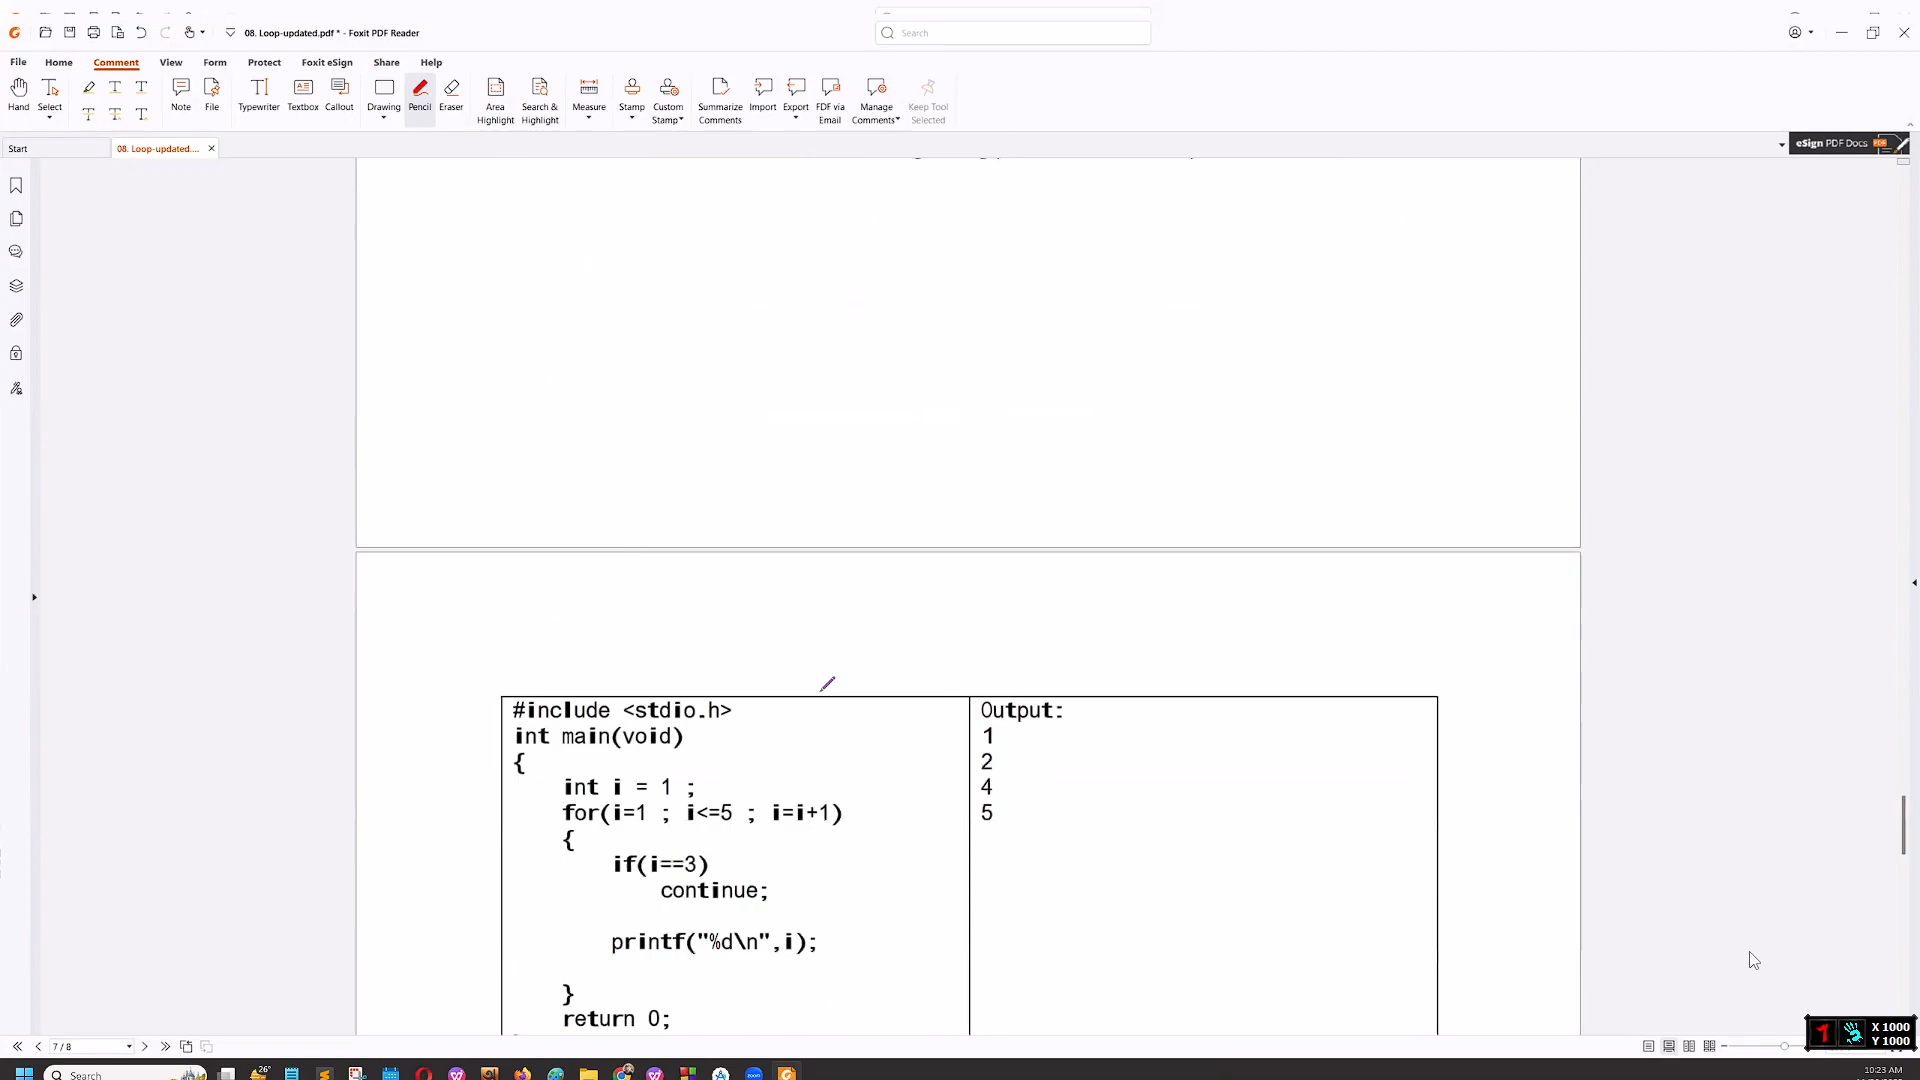 08. Loop-updated.pdf * - Foxit PDF Reader
Search
File Home Comment View Form Protect Foxit eSign Share Help
Hand Select Note File Typewriter Textbox Callout Drawing Pencil Eraser Area Highlight Search & Highlight Measure Stamp Custom Stamp Summarize Comments Import Export FDF via Email Manage Comments Keep Tool Selected
Start 08. Loop-updated.... eSign PDF Docs
#include <stdio.h>
int main(void)
{
int i = 1 ;
for(i=1 ; i<=5 ; i=i+1)
{
if(i==3)
continue;
printf("%d\n",i);
}
return 0;
Output:
1
2
4
5
X 1000
Y 1000
7 / 8
Search 26°
10:23 AM